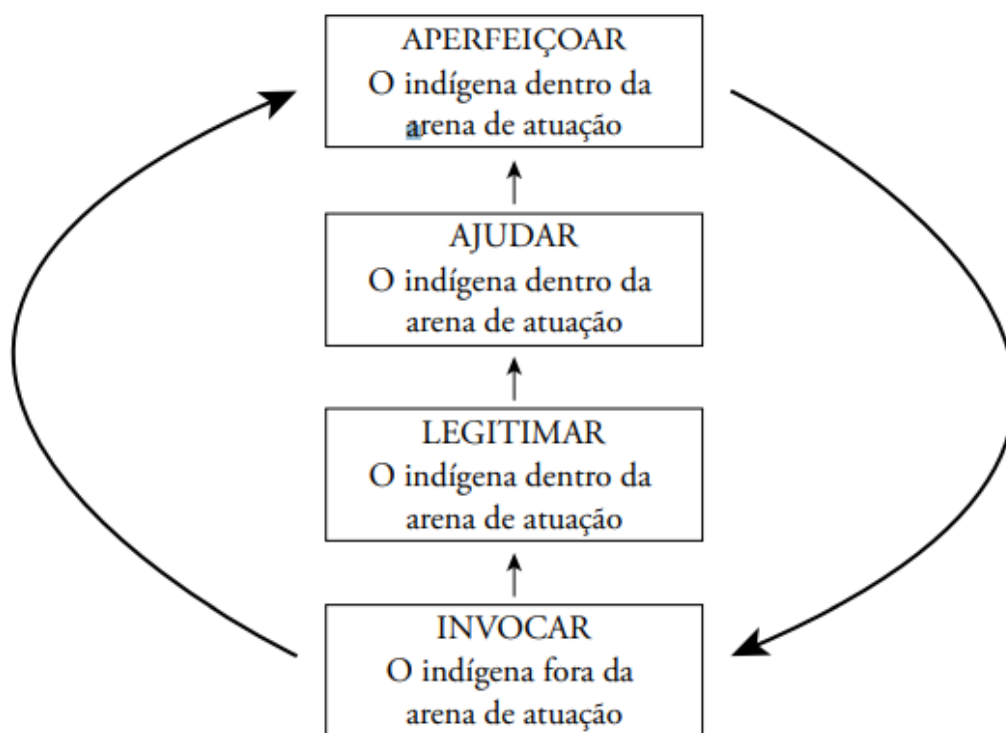 APERFEIÇOAR
O indígena dentro da
arena de atuação
AJUDAR
O indígena dentro da
arena de atuação
LEGITIMAR
O indígena dentro da
arena de atuação
INVOCAR
O indígena fora da
arena de atuação